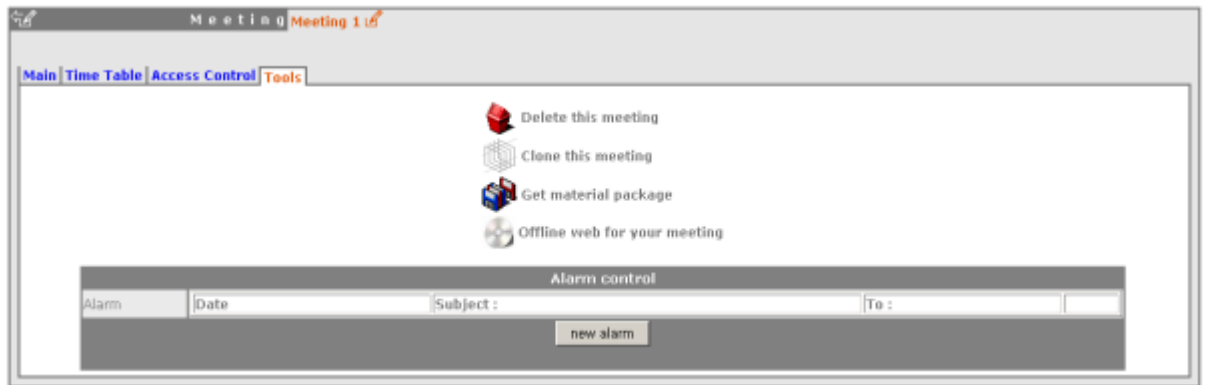 Meeting Meeting 1
Main Time Table Access Control Tools
Delete this meeting
Clone this meeting
Get material package
Offline web for your meeting
Alarm control
Alarm Date Subject : To :
new alarm